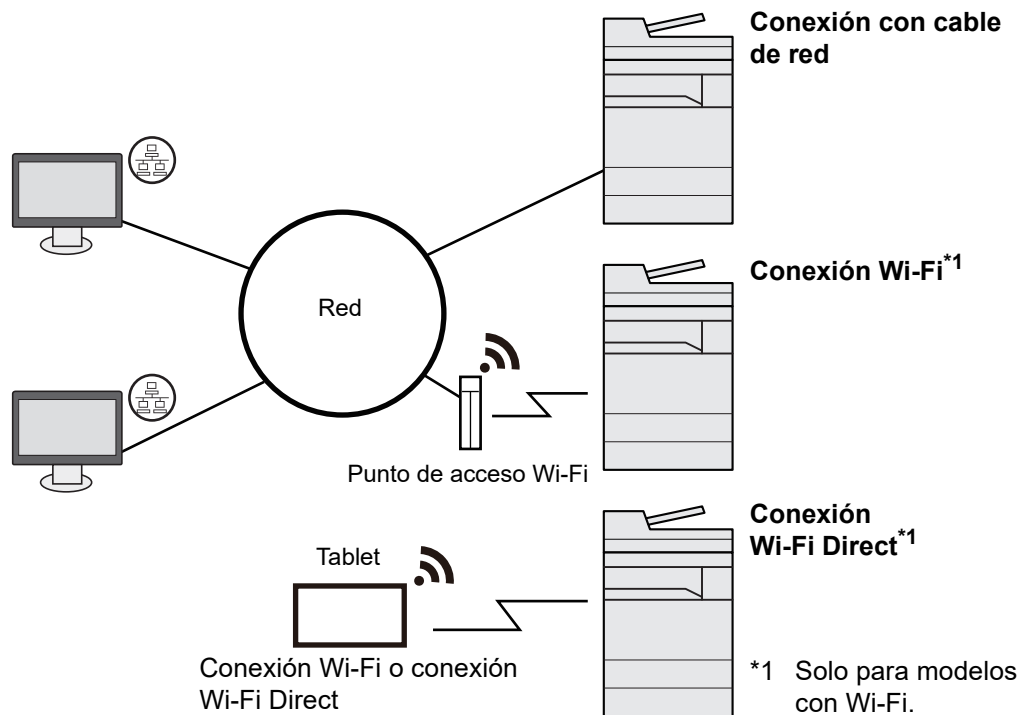 Conexión con cable
de red
Red
Conexión Wi-Fi*1
Punto de acceso Wi-Fi
Conexión
Wi-Fi Direct*1
Tablet
Conexión Wi-Fi o conexión
Wi-Fi Direct
*1 Solo para modelos
con Wi-Fi.